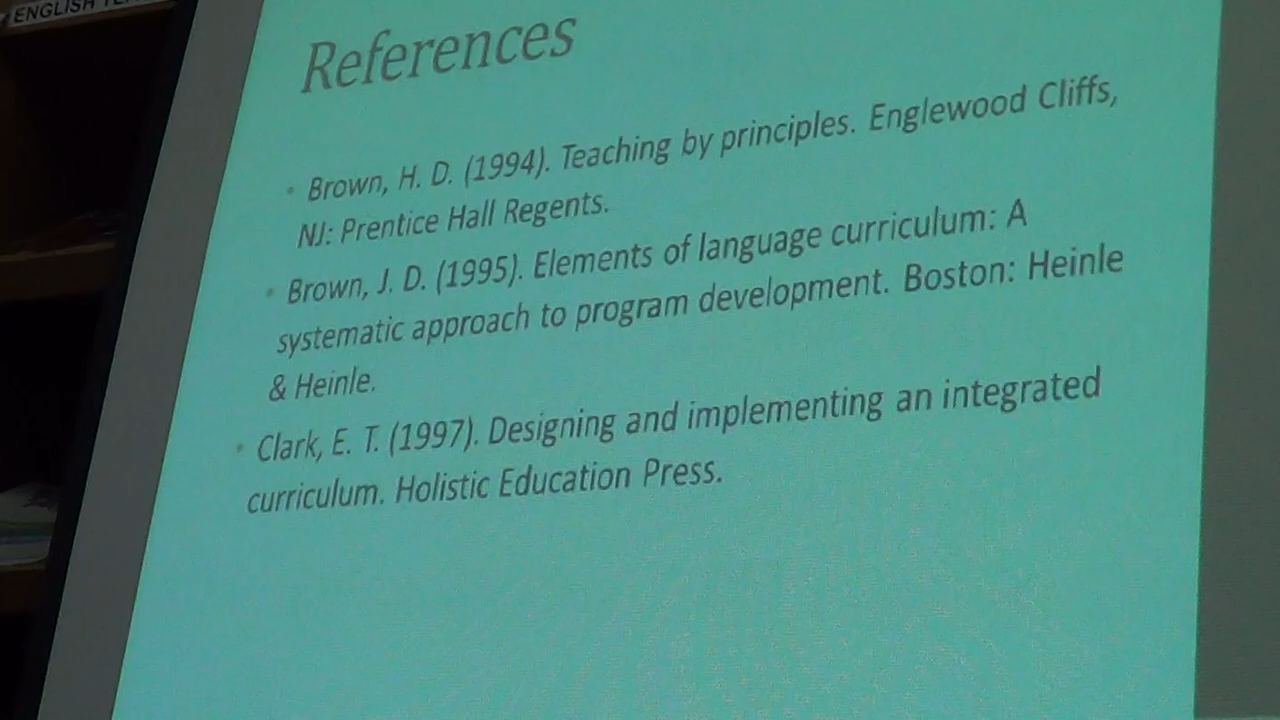 ENGLISH
References
• Brown, H. D. (1994). Teaching by principles. Englewood Cliffs,
NJ: Prentice Hall Regents.
• Brown, J. D. (1995). Elements of language curriculum: A
systematic approach to program development. Boston: Heinle
& Heinle.
• Clark, E. T. (1997). Designing and implementing an integrated
curriculum. Holistic Education Press.